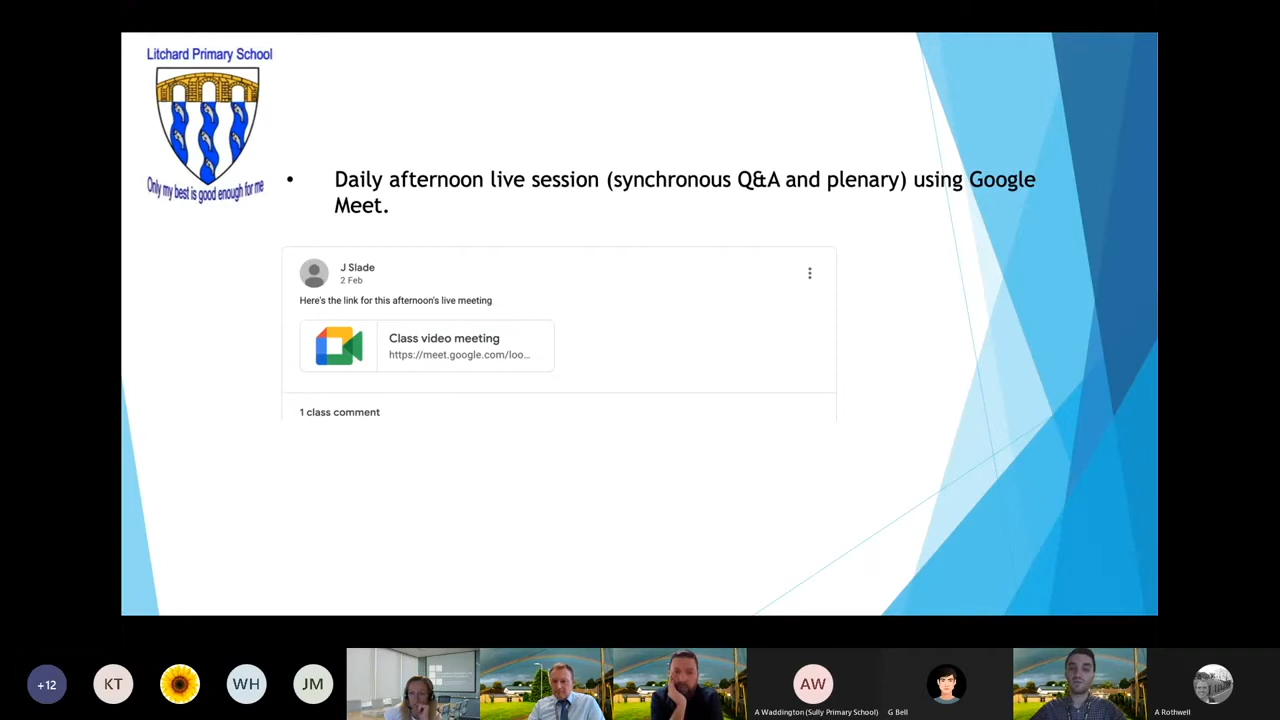 Litchard Primary School
Only my best is good enough for me
• Daily afternoon live session (synchronous Q&A and plenary) using Google
Meet.
J Slade
2 Feb
Here's the link for this afternoon's live meeting
Class video meeting
https://meet.google.com/loo...
1 class comment
+12
KT
WH
JM
AW
A Waddington (Sully Primary School)
G Bell
A Rothwell